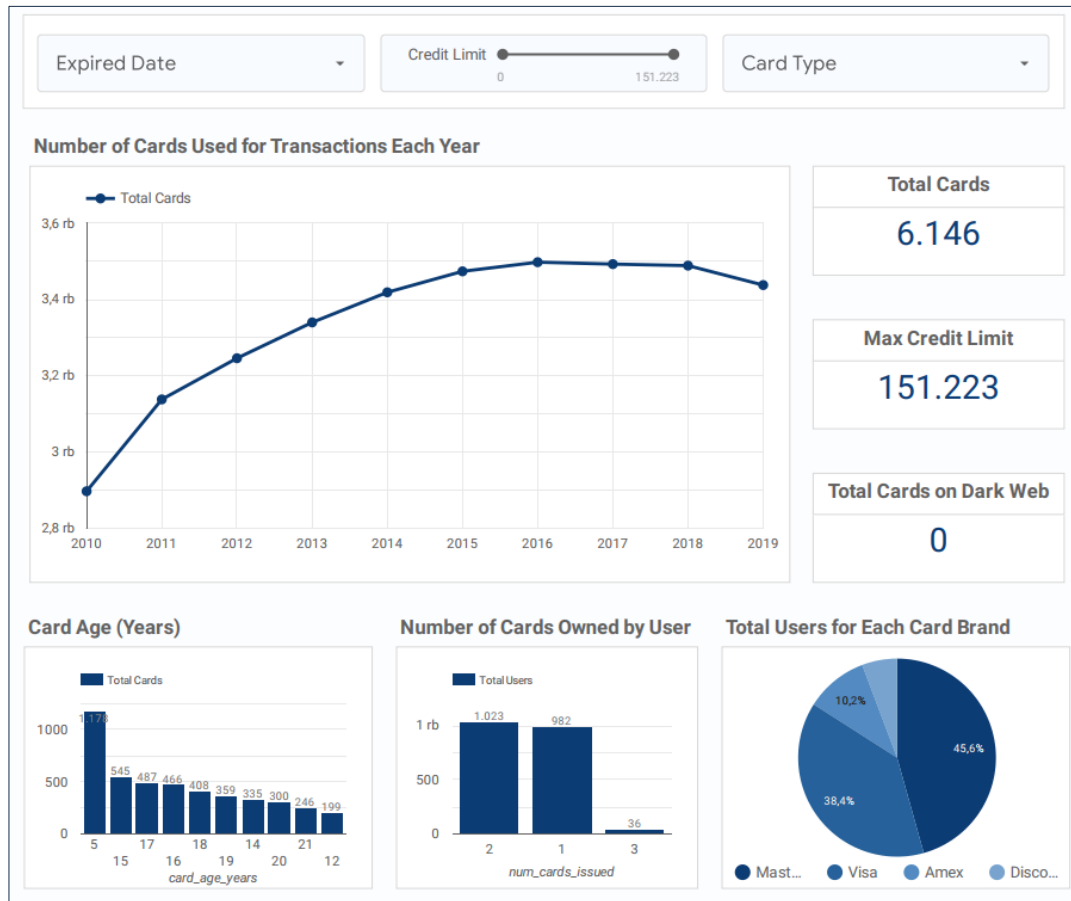 Expired Date
Credit Limit
0 151.223
Card Type
Number of Cards Used for Transactions Each Year
Total Cards
3,6 rb
3,4 rb
3,2 rb
3 rb
2,8 rb
2010 2011 2012 2013 2014 2015 2016 2017 2018 2019
Total Cards
6.146
Max Credit Limit
151.223
Total Cards on Dark Web
0
Card Age (Years)
Total Cards
1000
500
0
1.178
545
487
466
408
359
335
300
246
199
5 17 18 14 21
15 16 19 20 12
card_age_years
Number of Cards Owned by User
Total Users
1 rb
500
0
1.023
982
36
2 1 3
num_cards_issued
Total Users for Each Card Brand
10,2%
45,6%
38,4%
Mast... Visa Amex Disco...